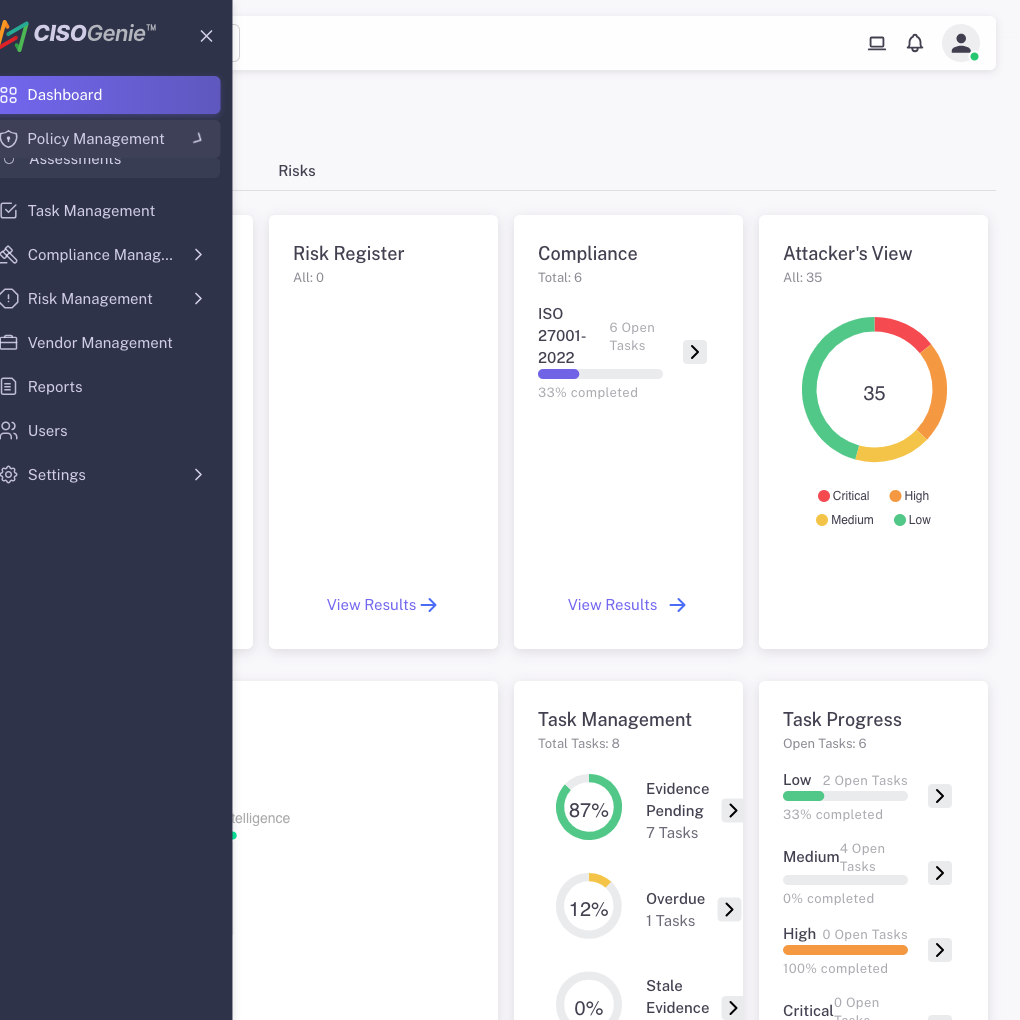 CISOGenie™
Dashboard
Policy Management
Assessments
Task Management
Compliance Manag...
Risk Management
Vendor Management
Reports
Users
Settings
Risks
Risk Register
All: 0
View Results
Compliance
Total: 6
ISO
27001-
2022
6 Open
Tasks
33% completed
View Results
Attacker's View
All: 35
35
Critical
High
Medium
Low
telligence
Task Management
Total Tasks: 8
87%
Evidence
Pending
7 Tasks
12%
Overdue
1 Tasks
0%
Stale
Evidence
Task Progress
Open Tasks: 6
Low
2 Open Tasks
33% completed
Medium
4 Open
Tasks
0% completed
High
0 Open Tasks
100% completed
Critical
0 Open
Tasks